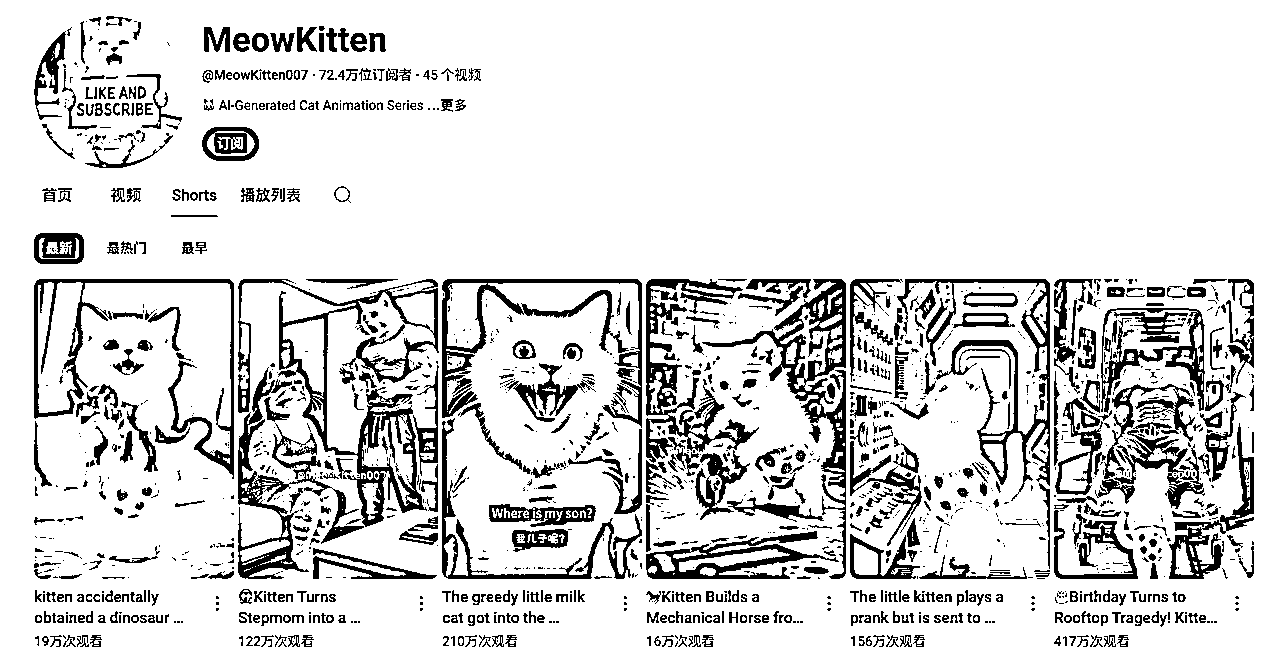 LIKE AND
SUBSCRIBE
MeowKitten
@MeowKitten007 · 72.4万位订阅者 · 45 个视频
AI-Generated Cat Animation Series ...更多
订阅
首页 视频 Shorts 播放列表
最新 最热门 最早
Where is my son?
我儿子呢?
kitten accidentally
obtained a dinosaur ...
19万次观看
Kitten Turns
Stepmom into a ...
122万次观看
The greedy little milk
cat got into the ...
210万次观看
Kitten Builds a
Mechanical Horse fro...
16万次观看
The little kitten plays a
prank but is sent to ...
156万次观看
Birthday Turns to
Rooftop Tragedy! Kitte...
417万次观看